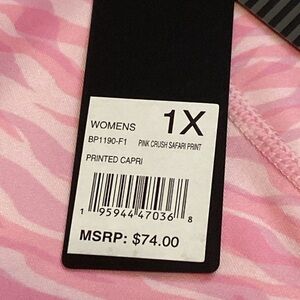 WOMENS 1X
BP1190-F1 PINK CRUSH SAFARI PRINT
PRINTED CAPRI
1 95944 47036 8
MSRP: $74.00